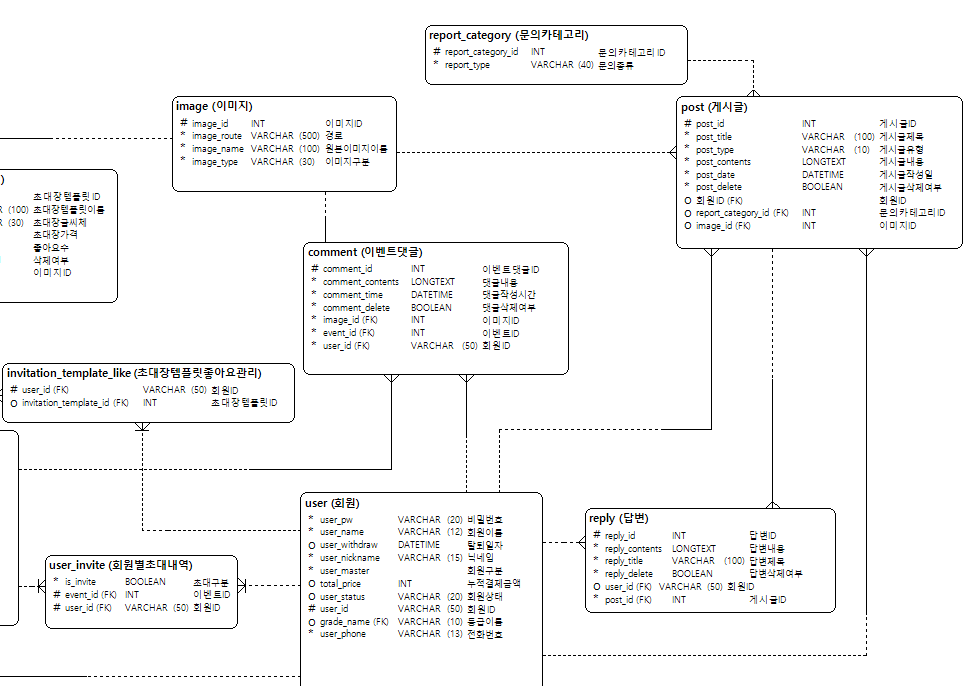 report_category (문의카테고리)
# report_category_id INT 문의카테고리ID
* report_type VARCHAR (40) 문의종류
image (이미지)
# image_id INT 이미지ID
* image_route VARCHAR (500) 경로
* image_name VARCHAR (100) 원본이미지이름
* image_type VARCHAR (30) 이미지구분
post (게시글)
# post_id INT 게시글ID
* post_title VARCHAR (100) 게시글제목
* post_type VARCHAR (10) 게시글유형
* post_contents LONGTEXT 게시글내용
* post_date DATETIME 게시글작성일
* post_delete BOOLEAN 게시글삭제여부
O 회원ID (FK) 회원ID
O report_category_id (FK) INT 문의카테고리ID
O image_id (FK) INT 이미지ID
)
초대장템플릿ID
R (100) 초대장템플릿이름
R (30) 초대장글씨체
초대장가격
좋아요수
삭제여부
이미지ID
comment (이벤트댓글)
# comment_id INT 이벤트댓글ID
* comment_contents LONGTEXT 댓글내용
* comment_time DATETIME 댓글작성시간
* comment_delete BOOLEAN 댓글삭제여부
* image_id (FK) INT 이미지ID
* event_id (FK) INT 이벤트ID
* user_id (FK) VARCHAR (50) 회원ID
invitation_template_like (초대장템플릿좋아요관리)
# user_id (FK) VARCHAR (50) 회원ID
O invitation_template_id (FK) INT 초대장템플릿ID
user (회원)
* user_pw VARCHAR (20) 비밀번호
* user_name VARCHAR (12) 회원이름
O user_withdraw DATETIME 탈퇴일자
* user_nickname VARCHAR (15) 닉네임
* user_master 회원구분
O total_price INT 누적결제금액
O user_status VARCHAR (20) 회원상태
# user_id VARCHAR (50) 회원ID
O grade_name (FK) VARCHAR (10) 등급이름
* user_phone VARCHAR (13) 전화번호
reply (답변)
# reply_id INT 답변ID
* reply_contents LONGTEXT 답변내용
* reply_title VARCHAR (100) 답변제목
* reply_delete BOOLEAN 답변삭제여부
O user_id (FK) VARCHAR (50) 회원ID
* post_id (FK) INT 게시글ID
user_invite (회원별초대내역)
* is_invite BOOLEAN 초대구분
# event_id (FK) INT 이벤트ID
# user_id (FK) VARCHAR (50) 회원ID